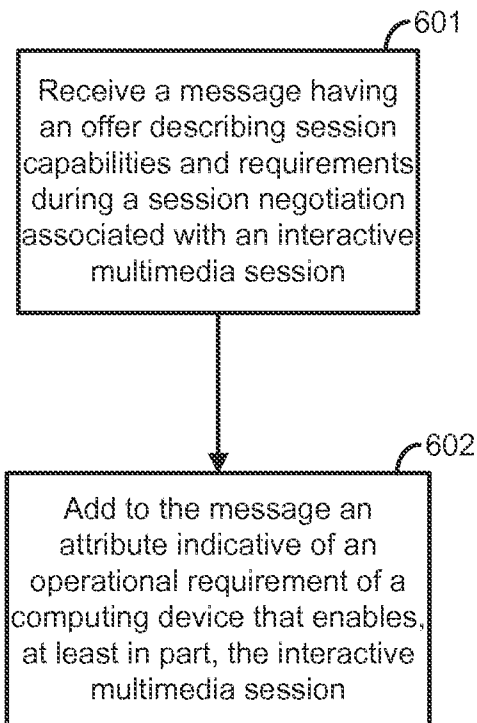 601
Receive a message having
an offer describing session
capabilities and requirements
during a session negotiation
associated with an interactive
multimedia session
602
Add to the message an
attribute indicative of an
operational requirement of a
computing device that enables,
at least in part, the interactive
multimedia session